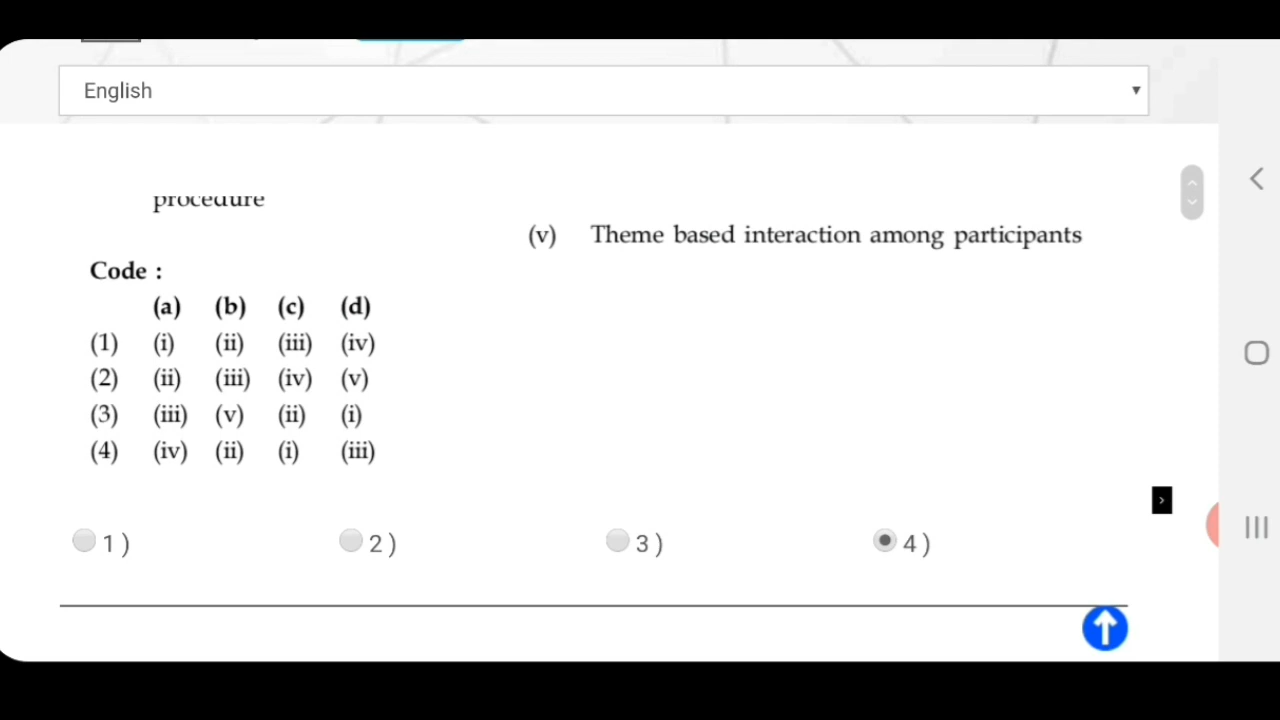 English
procedure
(v) Theme based interaction among participants
Code :
(a) (b) (c) (d)
(1) (i) (ii) (iii) (iv)
(2) (ii) (iii) (iv) (v)
(3) (iii) (v) (ii) (i)
(4) (iv) (ii) (i) (iii)
1 ) 2 ) 3 ) 4 )